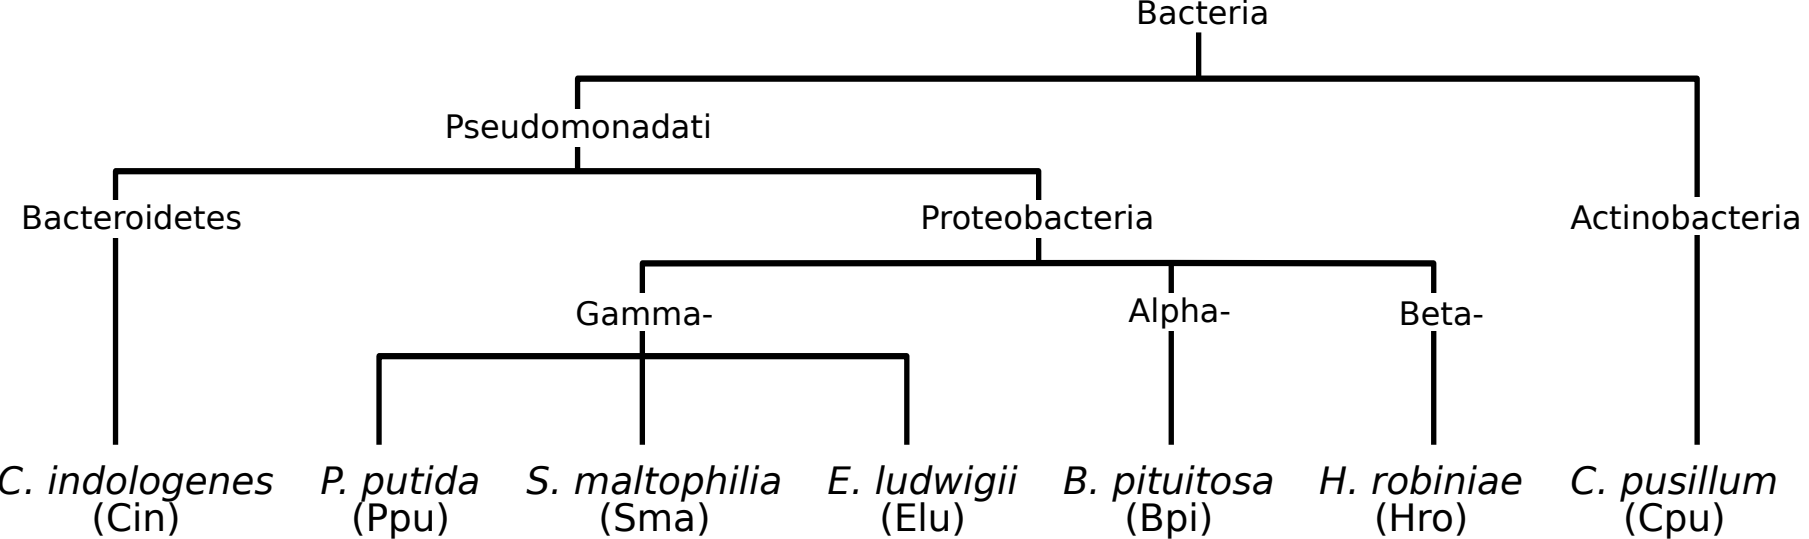 Bacteria
Pseudomonadati
Bacteroidetes Proteobacteria Actinobacteria
Gamma- Alpha- Beta-
C. indologenes P. putida S. maltophilia E. ludwigii B. pituitosa H. robiniae C. pusillum
(Cin) (Ppu) (Sma) (Elu) (Bpi) (Hro) (Cpu)